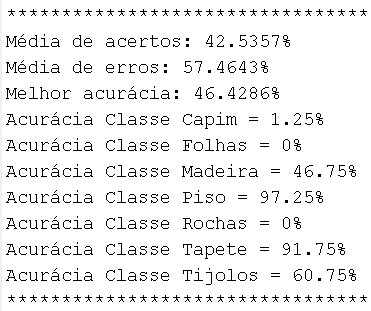 *********************************
Média de acertos: 42.5357%
Média de erros: 57.4643%
Melhor acurácia: 46.4286%
Acurácia Classe Capim = 1.25%
Acurácia Classe Folhas = 0%
Acurácia Classe Madeira = 46.75%
Acurácia Classe Piso = 97.25%
Acurácia Classe Rochas = 0%
Acurácia Classe Tapete = 91.75%
Acurácia Classe Tijolos = 60.75%
*********************************